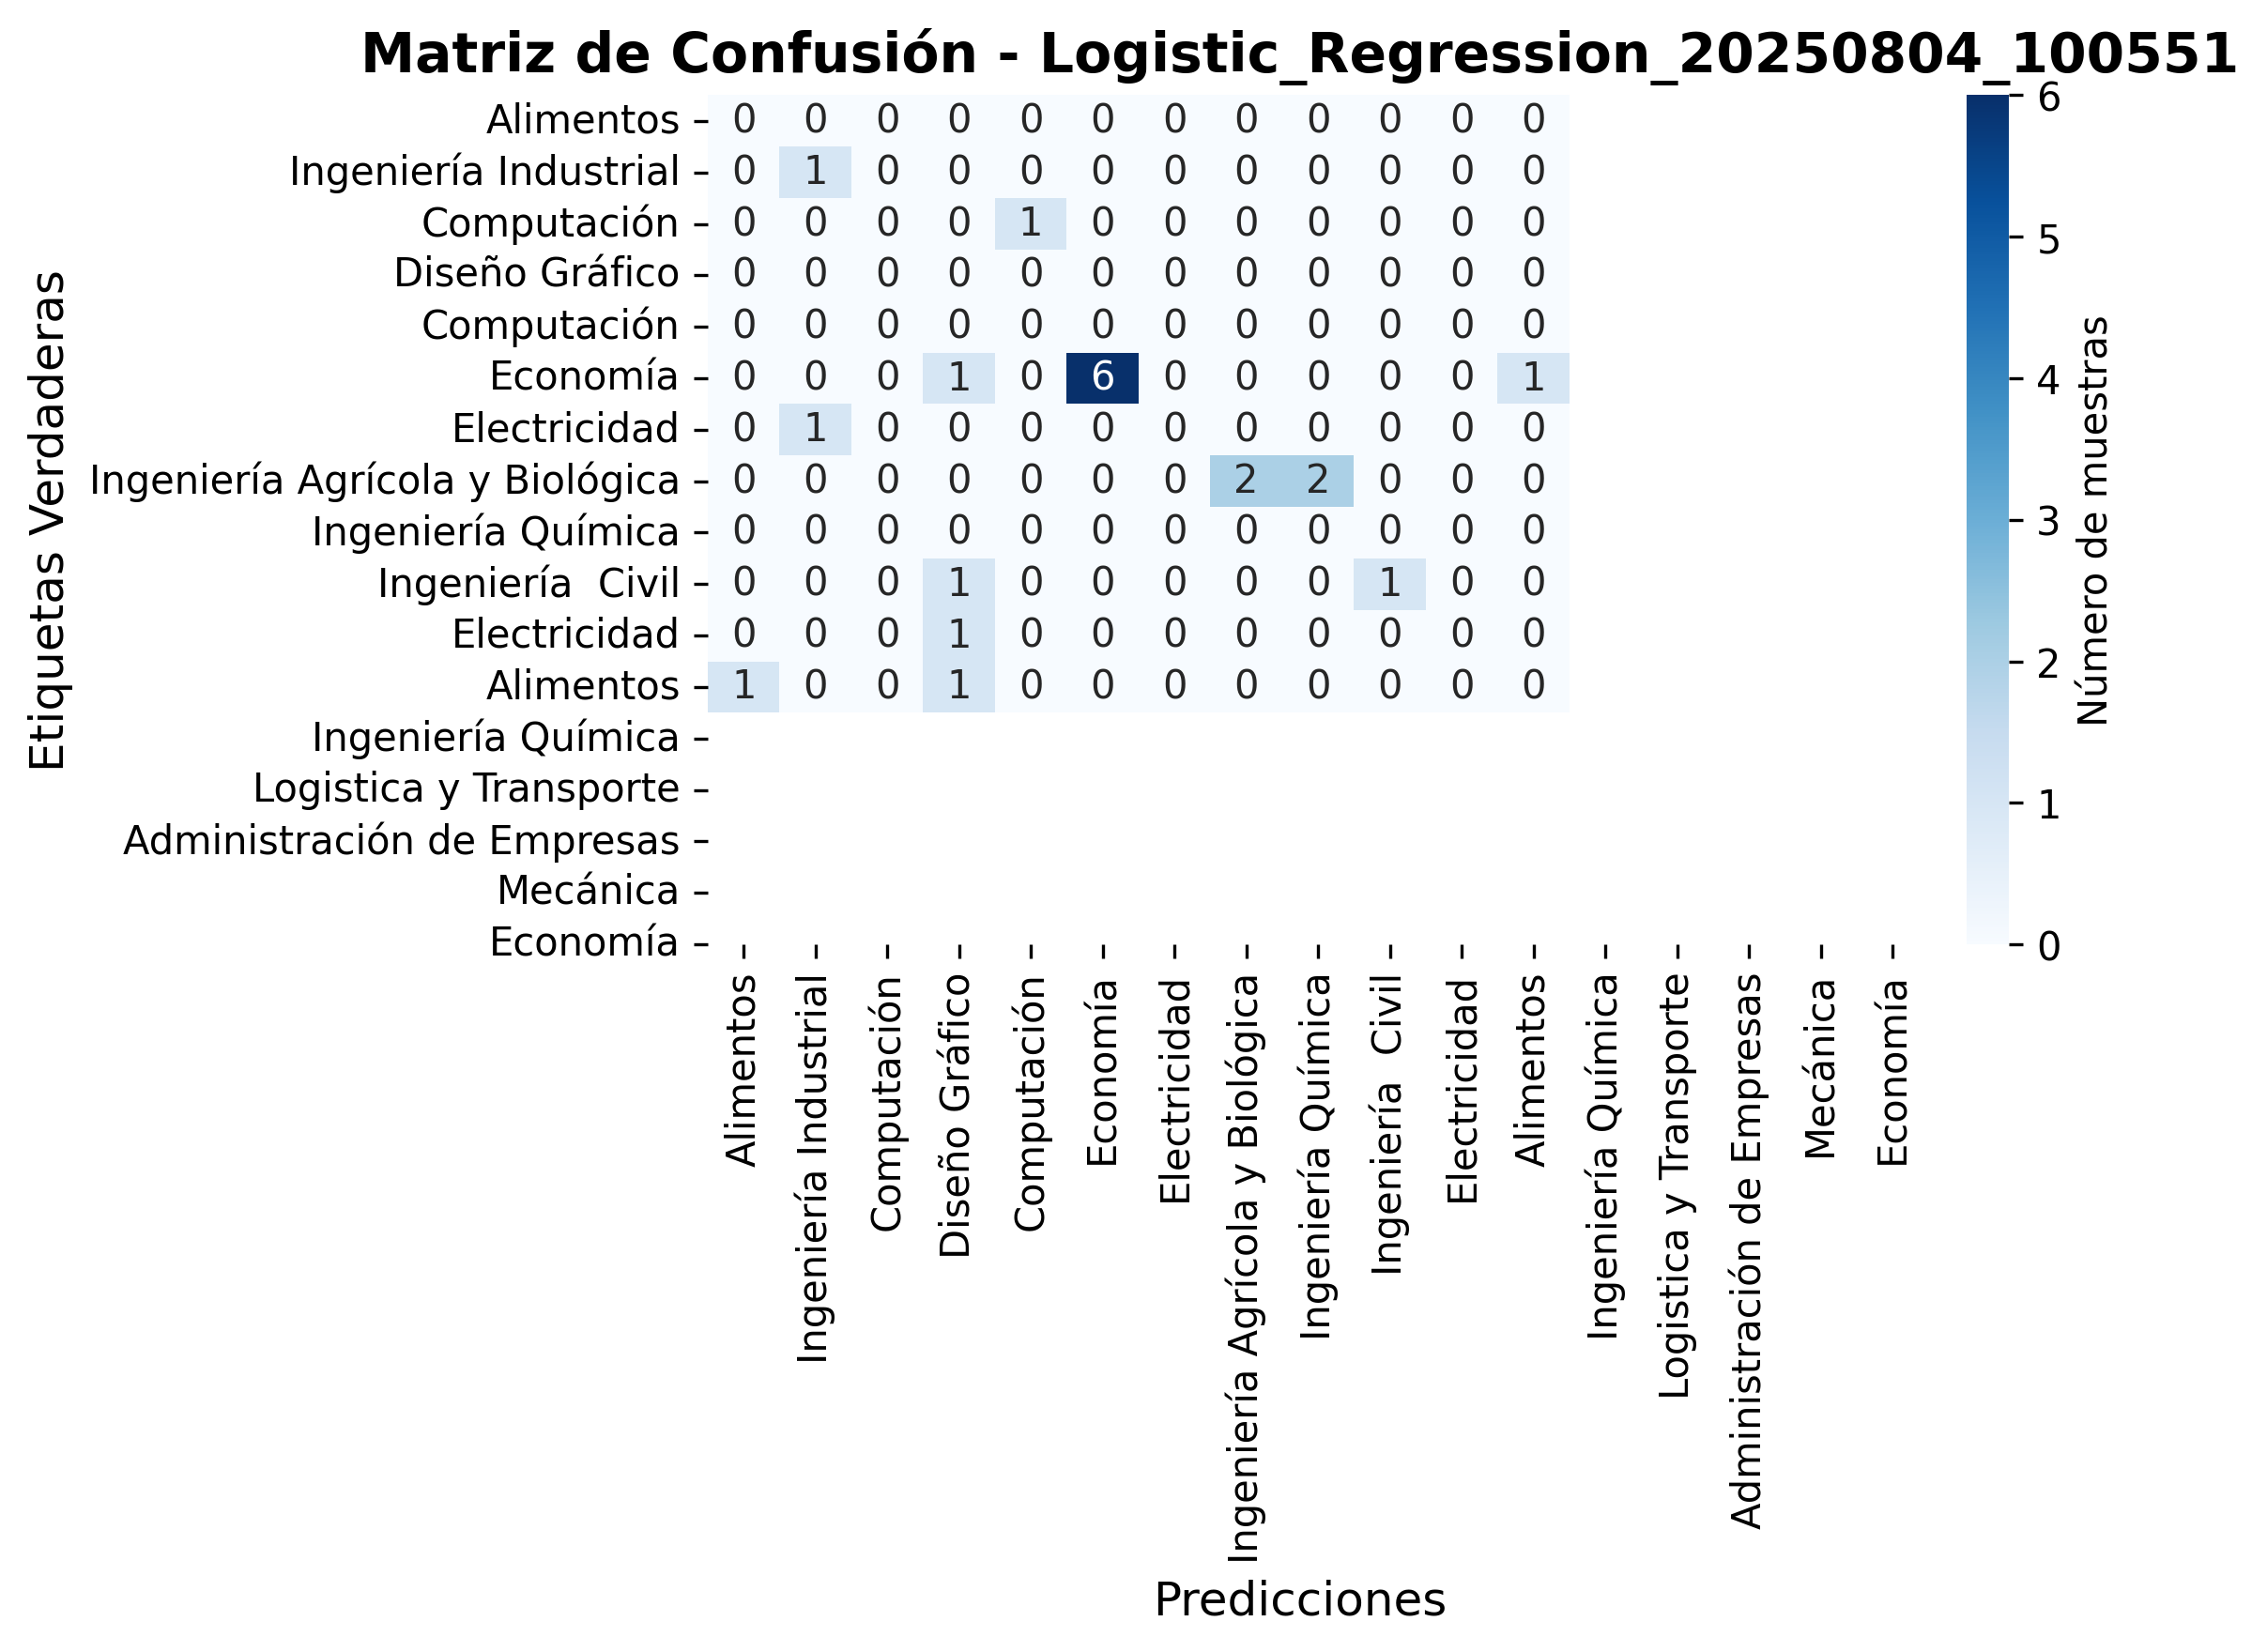 Matriz de Confusión - Logistic_Regression_20250804_100551
Etiquetas Verdaderas
Alimentos 0 0 0 0 0 0 0 0 0 0 0 0
Ingeniería Industrial 0 1 0 0 0 0 0 0 0 0 0 0
Computación 0 0 0 0 1 0 0 0 0 0 0 0
Diseño Gráfico 0 0 0 0 0 0 0 0 0 0 0 0
Computación 0 0 0 0 0 0 0 0 0 0 0 0
Economía 0 0 0 1 0 6 0 0 0 0 0 1
Electricidad 0 1 0 0 0 0 0 0 0 0 0 0
Ingeniería Agrícola y Biológica 0 0 0 0 0 0 0 2 2 0 0 0
Ingeniería Química 0 0 0 0 0 0 0 0 0 0 0 0
Ingeniería  Civil 0 0 0 1 0 0 0 0 0 1 0 0
Electricidad 0 0 0 1 0 0 0 0 0 0 0 0
Alimentos 1 0 0 1 0 0 0 0 0 0 0 0
Ingeniería Química
Logistica y Transporte
Administración de Empresas
Mecánica
Economía
Alimentos
Ingeniería Industrial
Computación
Diseño Gráfico
Computación
Economía
Electricidad
Ingeniería Agrícola y Biológica
Ingeniería Química
Ingeniería  Civil
Electricidad
Alimentos
Ingeniería Química
Logistica y Transporte
Administración de Empresas
Mecánica
Economía
Predicciones
6
5
4
3
2
1
0
Número de muestras